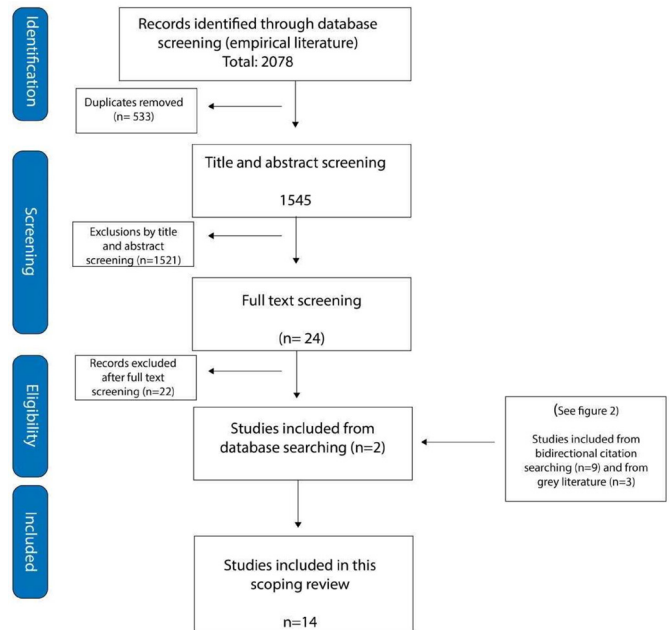 Identification
Records identified through database
screening (empirical literature)
Total: 2078
Duplicates removed
(n= 533)
Screening
Title and abstract screening
1545
Exclusions by title
and abstract
screening (n=1521)
Full text screening
(n= 24)
Eligibility
Records excluded
after full text
screening (n=22)
Studies included from
database searching (n=2)
(See figure 2)
Studies included from
bidirectional citation
searching (n=9) and from
grey literature (n=3)
Included
Studies included in this
scoping review
n=14